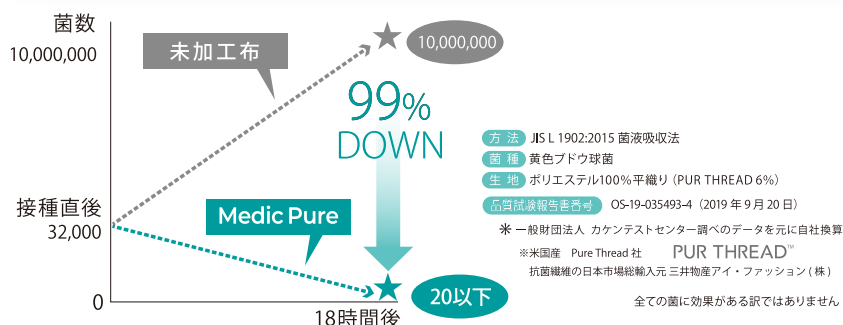 菌数
10,000,000
未加工布
10,000,000
99%
DOWN
方法 JIS L 1902:2015 菌液吸収法
菌種 黄色ブドウ球菌
生地 ポリエステル100%平織り(PUR THREAD 6%)
品質試験報告書番号 OS-19-035493-4(2019 年 9 月 20 日)
＊一般財団法人 カケンテストセンター調べのデータを元に自社換算
※米国産 Pure Thread 社 PUR THREAD™
抗菌繊維の日本市場総輸入元 三井物産アイ・ファッション(株)
全ての菌に効果がある訳ではありません
接種直後
32,000
Medic Pure
20以下
0
18時間後